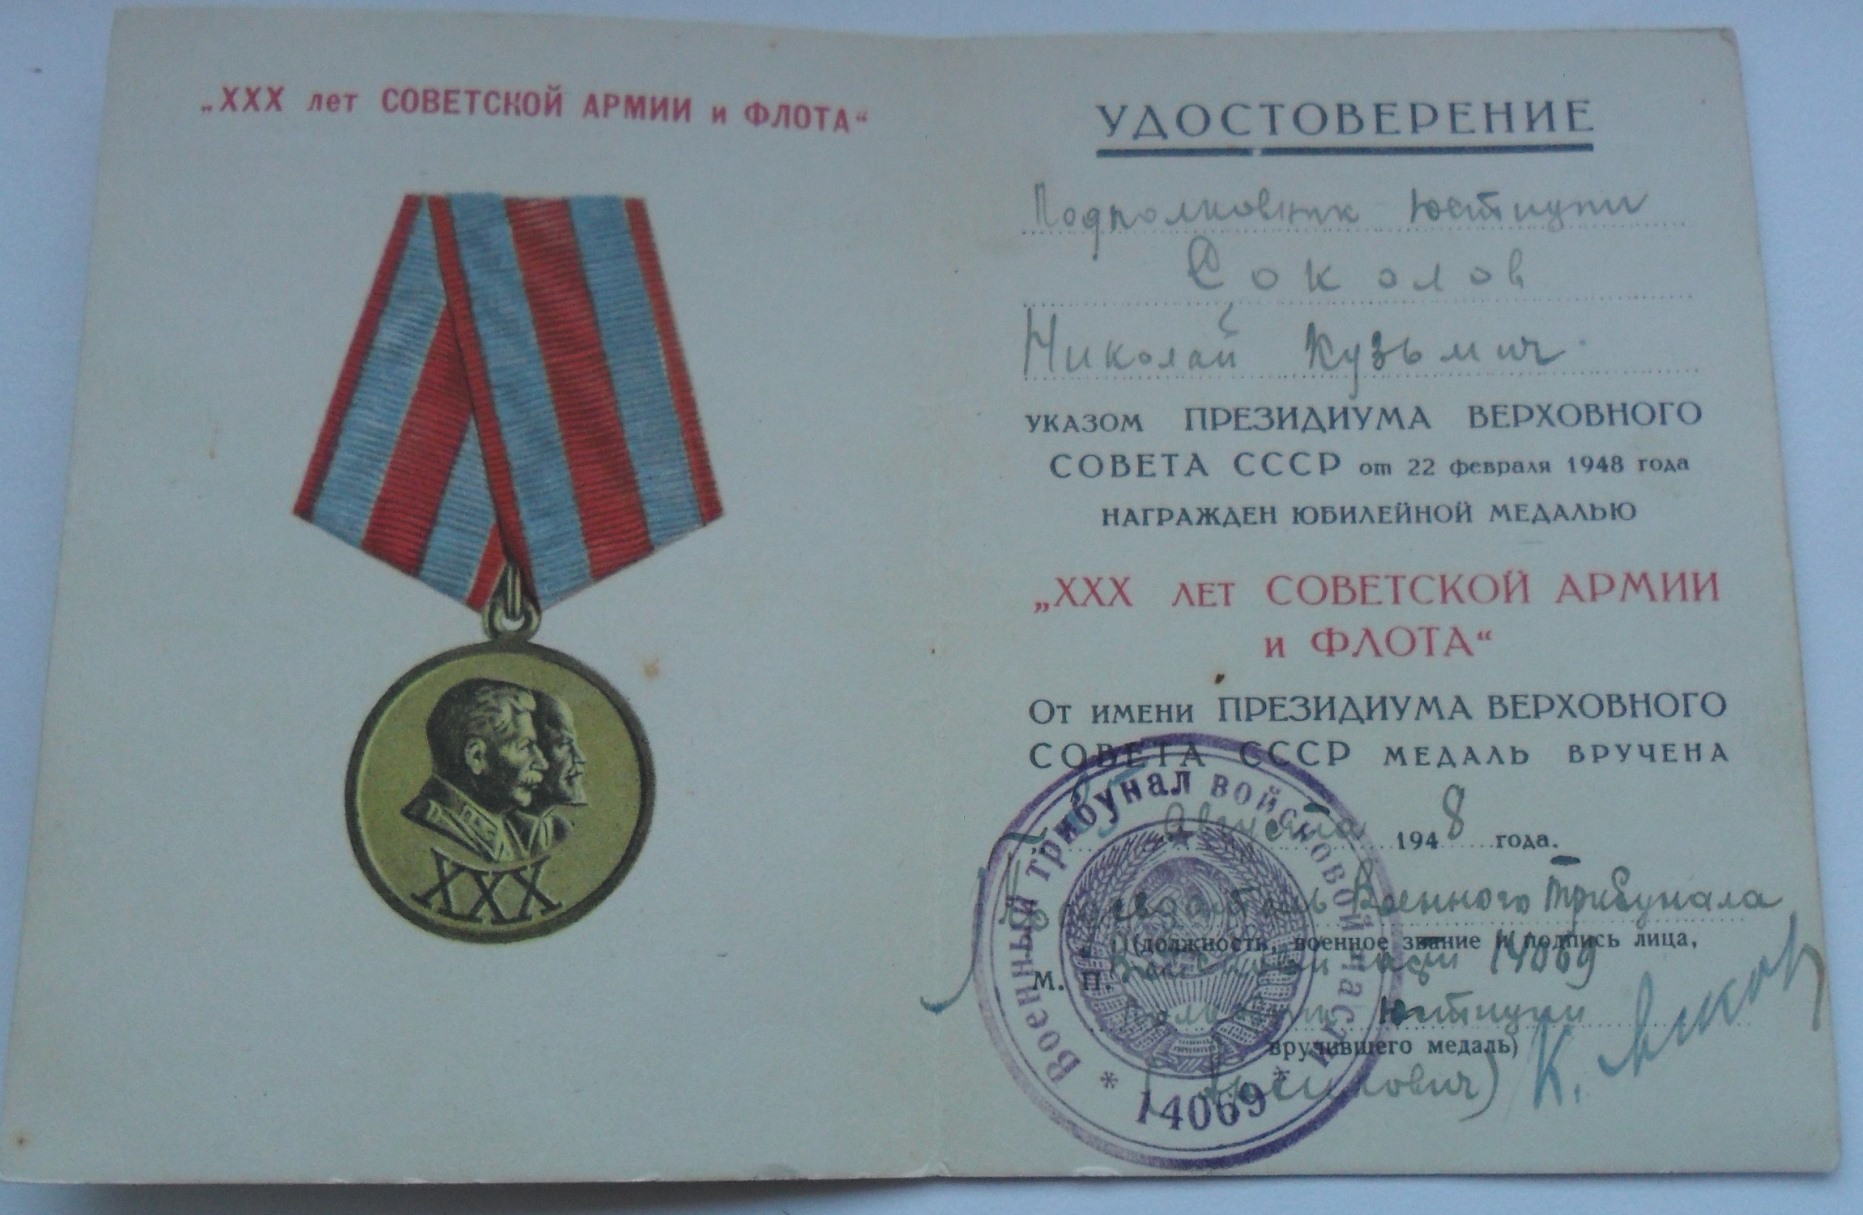 „XXX лет СОВЕТСКОЙ АРМИИ и ФЛОТА“
XXX
УДОСТОВЕРЕНИЕ
Подполковник Юстиции
Соколов
Николай Кузьмич
УКАЗОМ ПРЕЗИДИУМА ВЕРХОВНОГО
СОВЕТА СССР от 22 февраля 1948 года
НАГРАЖДЕН ЮБИЛЕЙНОЙ МЕДАЛЬЮ
„XXX ЛЕТ СОВЕТСКОЙ АРМИИ
и ФЛОТА“
От имени ПРЕЗИДИУМА ВЕРХОВНОГО
СОВЕТА СССР МЕДАЛЬ ВРУЧЕНА
Августа 1948 года.
Председатель Военного Трибунала
(должность, военное звание и подпись лица,
М. П. Войсковой части 14069
Полковник Юстиции
вручившего медаль)
Военный трибунал войсковой части
* 14069 *